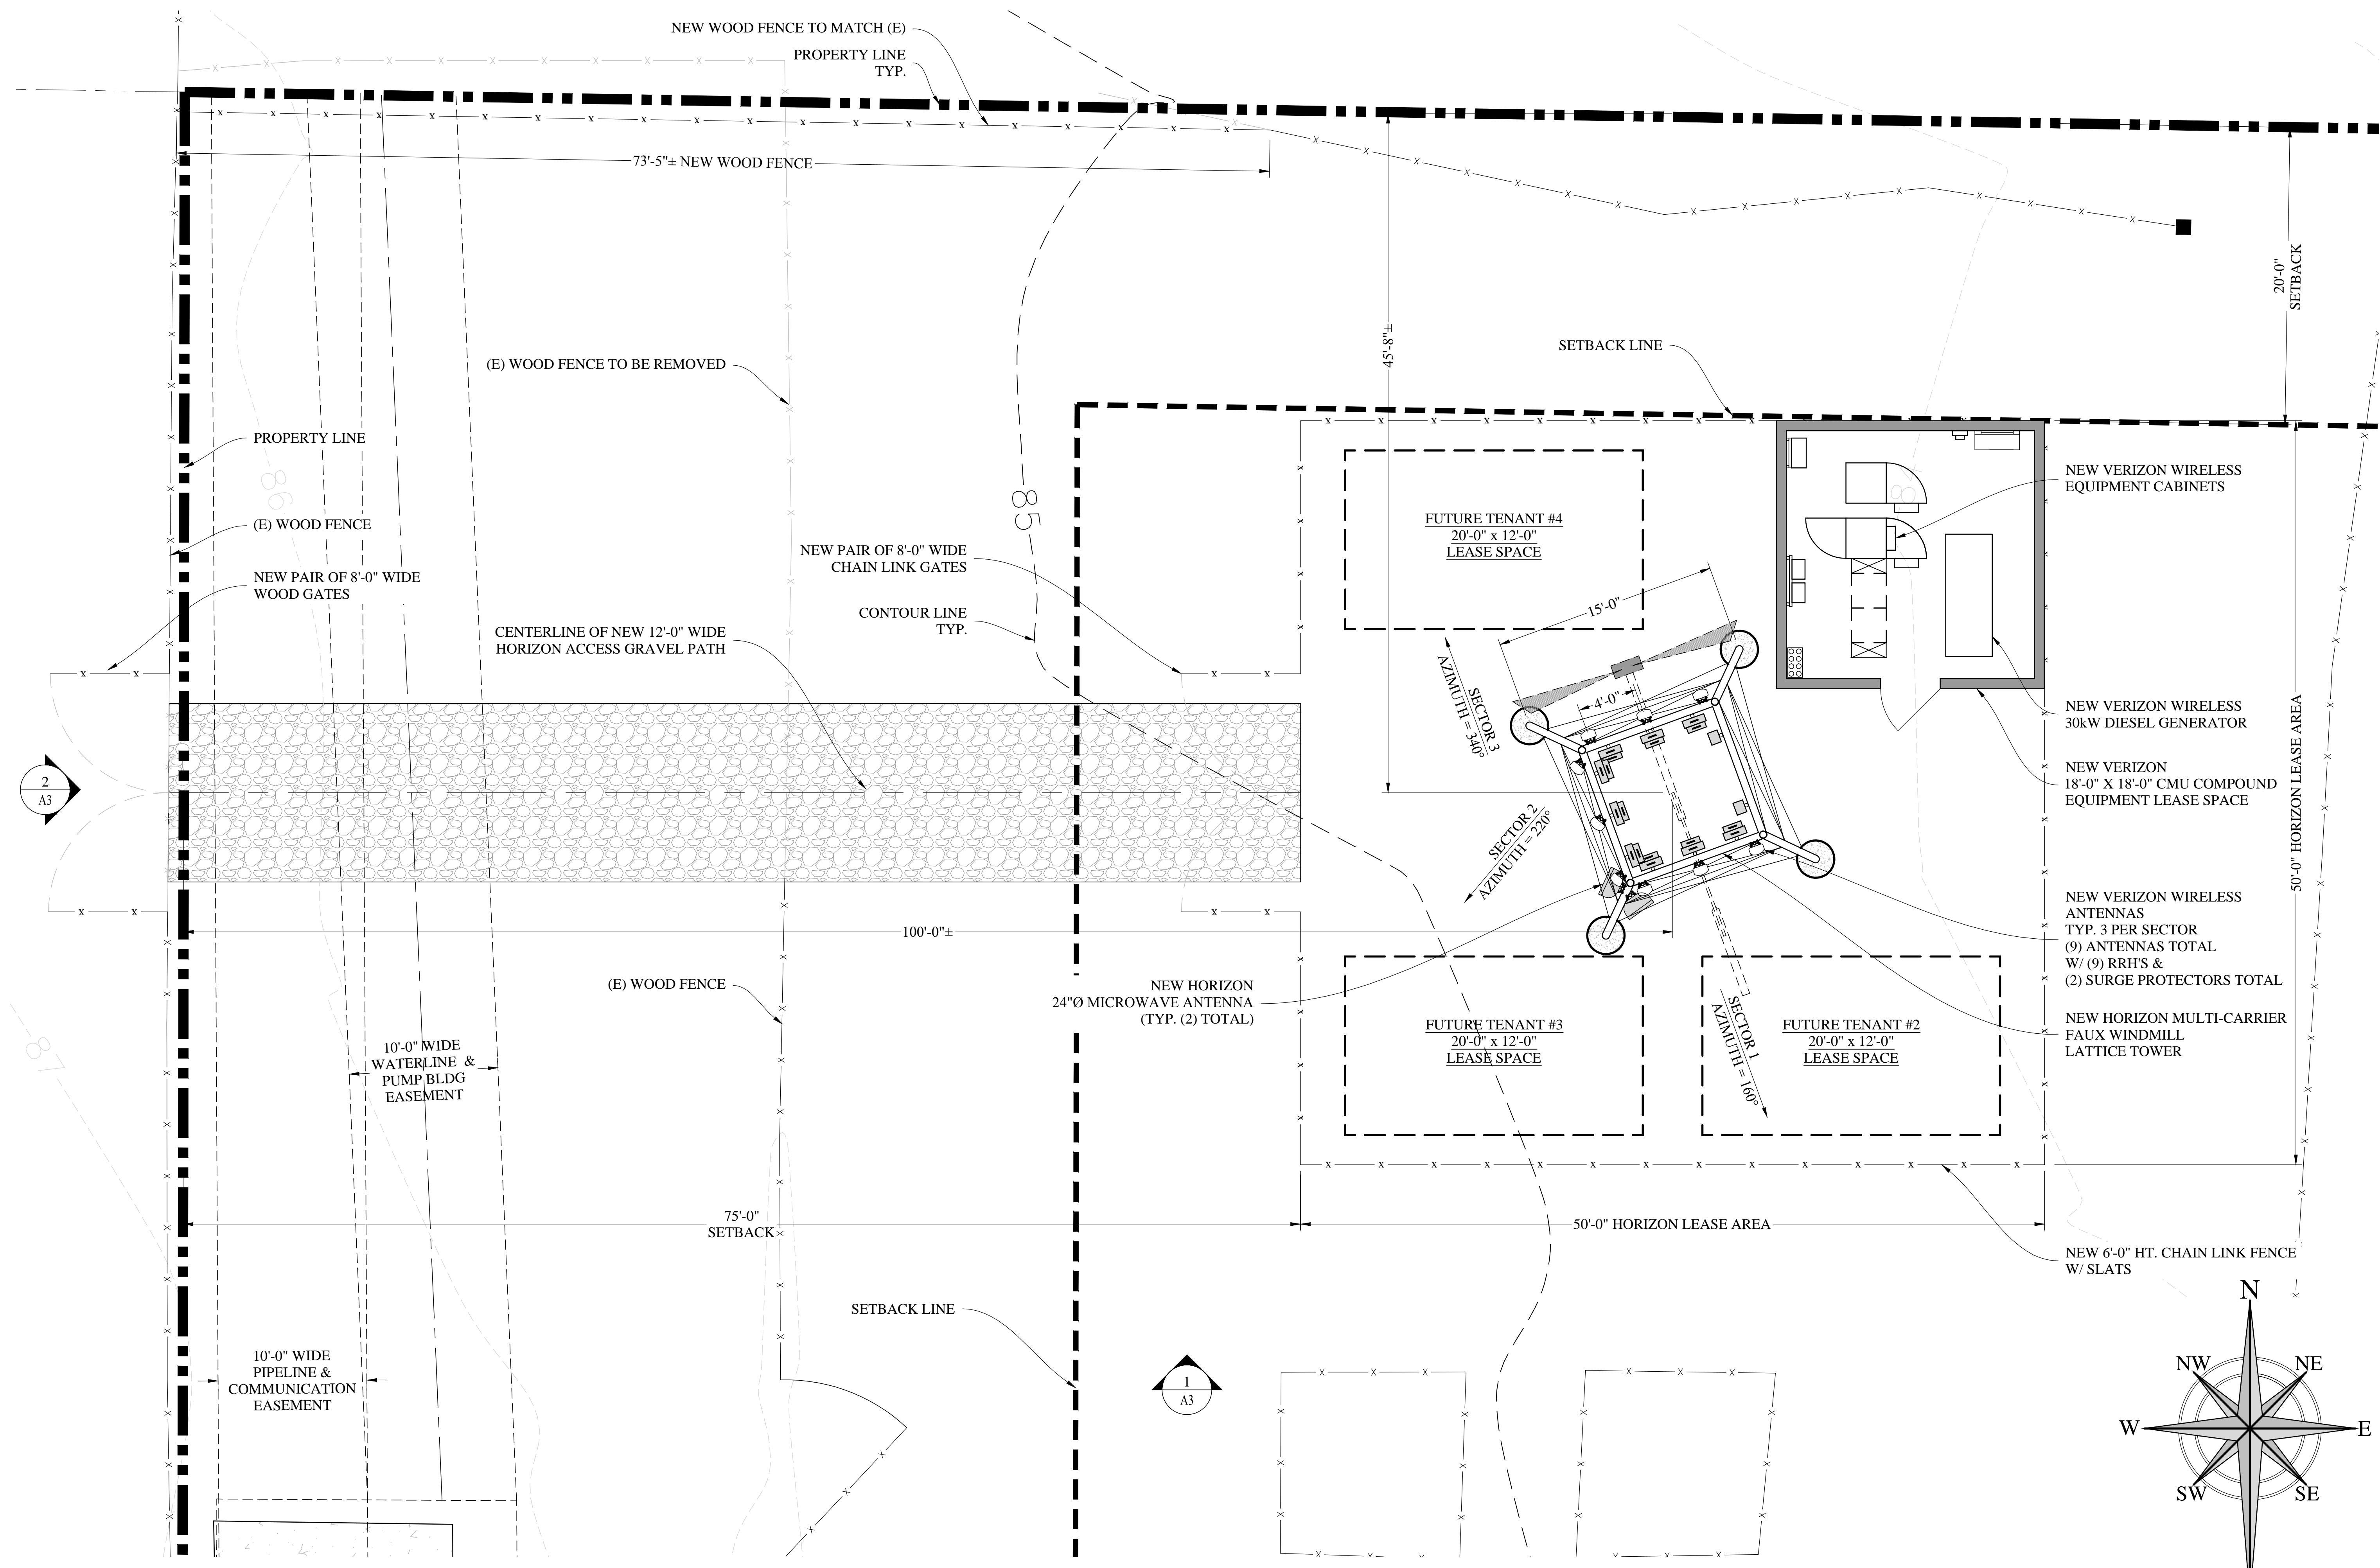 NEW WOOD FENCE TO MATCH (E)
PROPERTY LINE
TYP.
73'-5"± NEW WOOD FENCE
20'-0"
SETBACK
45'-8"±
SETBACK LINE
(E) WOOD FENCE TO BE REMOVED
PROPERTY LINE
86
85
(E) WOOD FENCE
NEW PAIR OF 8'-0" WIDE
WOOD GATES
NEW PAIR OF 8'-0" WIDE
CHAIN LINK GATES
CONTOUR LINE
TYP.
CENTERLINE OF NEW 12'-0" WIDE
HORIZON ACCESS GRAVEL PATH
FUTURE TENANT #4
20'-0" x 12'-0"
LEASE SPACE
NEW VERIZON WIRELESS
EQUIPMENT CABINETS
15'-0"
4'-0"
SECTOR 3
AZIMUTH = 340°
SECTOR 2
AZIMUTH = 220°
NEW VERIZON WIRELESS
30kW DIESEL GENERATOR
NEW VERIZON
18'-0" X 18'-0" CMU COMPOUND
EQUIPMENT LEASE SPACE
50'-0" HORIZON LEASE AREA
2
A3
100'-0"±
NEW VERIZON WIRELESS
ANTENNAS
TYP. 3 PER SECTOR
(9) ANTENNAS TOTAL
W/ (9) RRH'S &
(2) SURGE PROTECTORS TOTAL
(E) WOOD FENCE
NEW HORIZON
24"Ø MICROWAVE ANTENNA
(TYP. (2) TOTAL)
FUTURE TENANT #3
20'-0" x 12'-0"
LEASE SPACE
SECTOR 1
AZIMUTH = 160°
FUTURE TENANT #2
20'-0" x 12'-0"
LEASE SPACE
NEW HORIZON MULTI-CARRIER
FAUX WINDMILL
LATTICE TOWER
87
10'-0" WIDE
WATERLINE &
PUMP BLDG
EASEMENT
75'-0"
SETBACK
50'-0" HORIZON LEASE AREA
NEW 6'-0" HT. CHAIN LINK FENCE
W/ SLATS
SETBACK LINE
10'-0" WIDE
PIPELINE &
COMMUNICATION
EASEMENT
1
A3
N
NW
NE
W
E
SW
SE